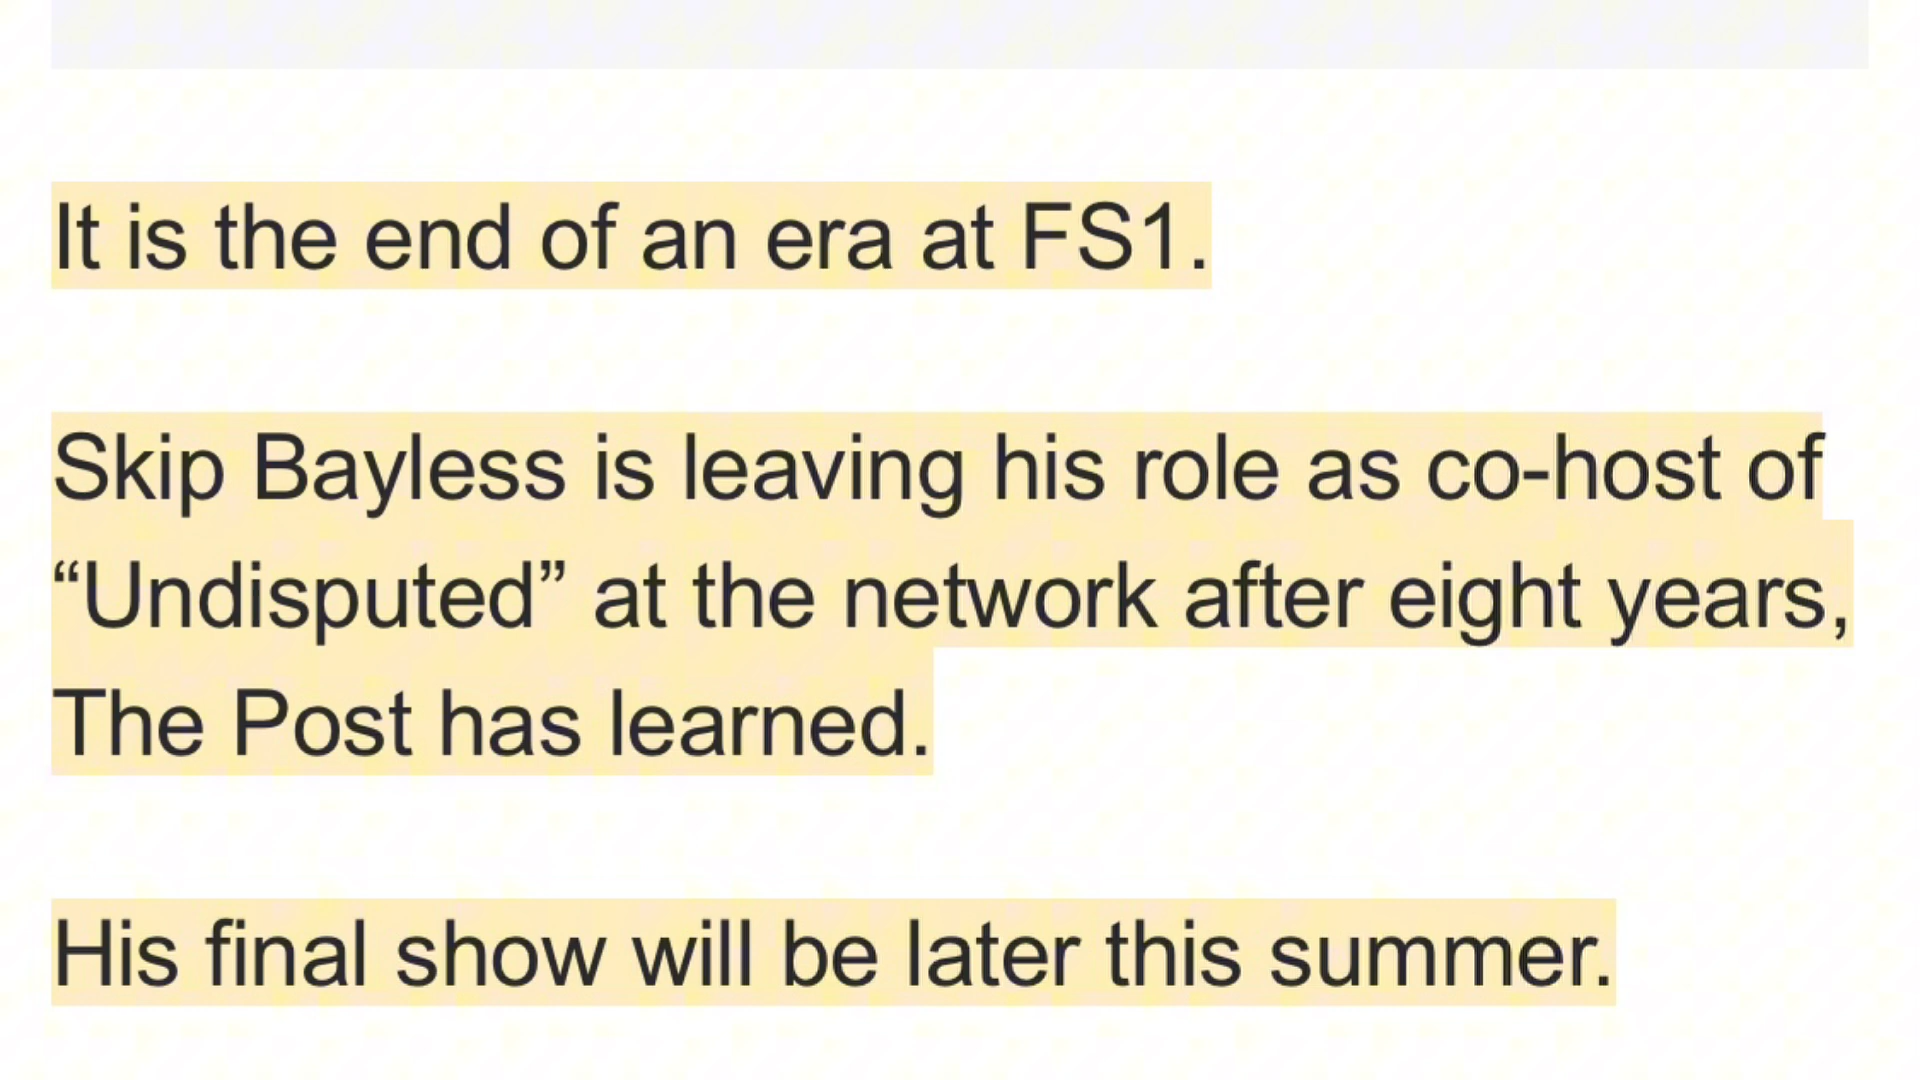 It is the end of an era at FS1.
Skip Bayless is leaving his role as co-host of
“Undisputed” at the network after eight years,
The Post has learned.
His final show will be later this summer.